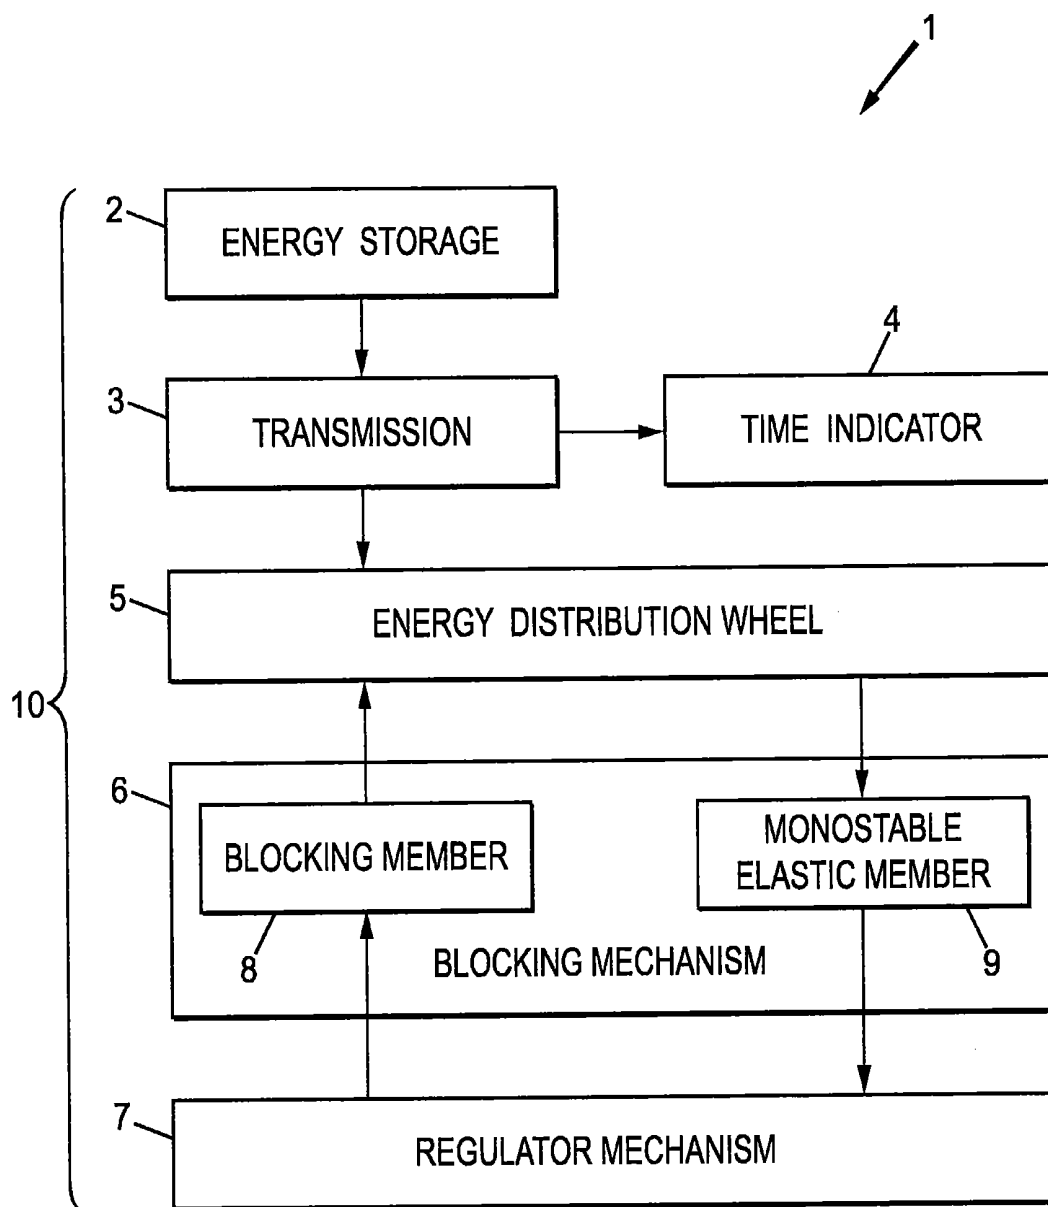 1
2
ENERGY STORAGE
4
3
TRANSMISSION
TIME INDICATOR
5
ENERGY DISTRIBUTION WHEEL
10
6
BLOCKING MEMBER
MONOSTABLE
ELASTIC MEMBER
8
BLOCKING MECHANISM
9
7
REGULATOR MECHANISM